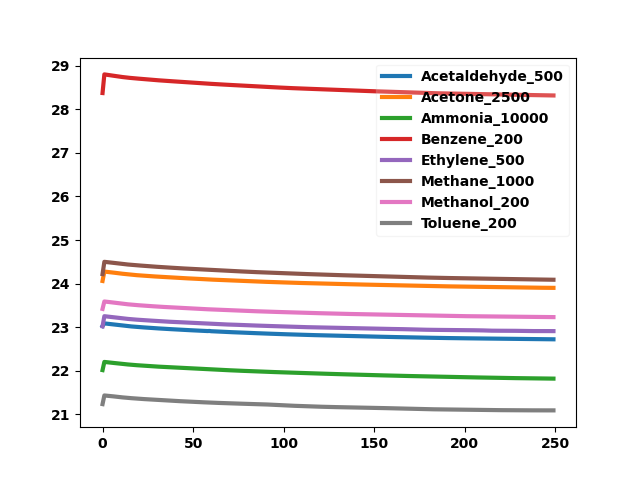 29
28
27
26
25
24
23
22
21
0 50 100 150 200 250
Acetaldehyde_500
Acetone_2500
Ammonia_10000
Benzene_200
Ethylene_500
Methane_1000
Methanol_200
Toluene_200